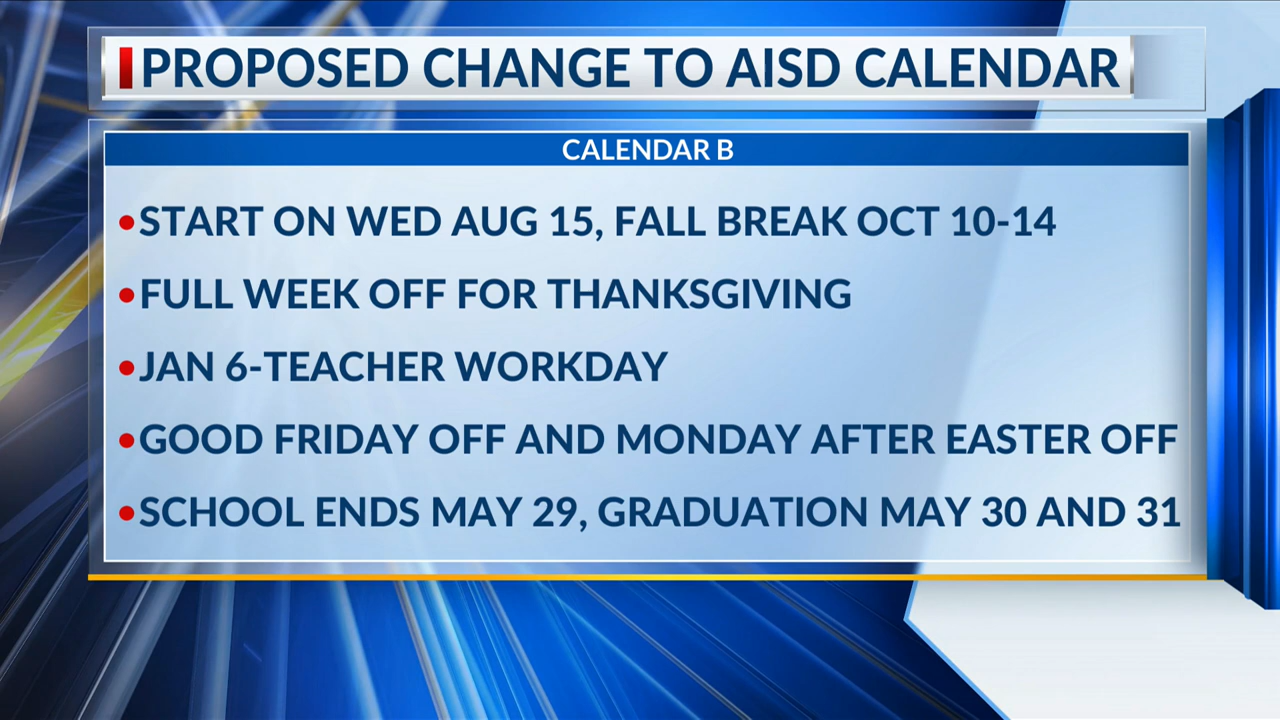 PROPOSED CHANGE TO AISD CALENDAR
CALENDAR B
•START ON WED AUG 15, FALL BREAK OCT 10-14
•FULL WEEK OFF FOR THANKSGIVING
•JAN 6-TEACHER WORKDAY
•GOOD FRIDAY OFF AND MONDAY AFTER EASTER OFF
•SCHOOL ENDS MAY 29, GRADUATION MAY 30 AND 31